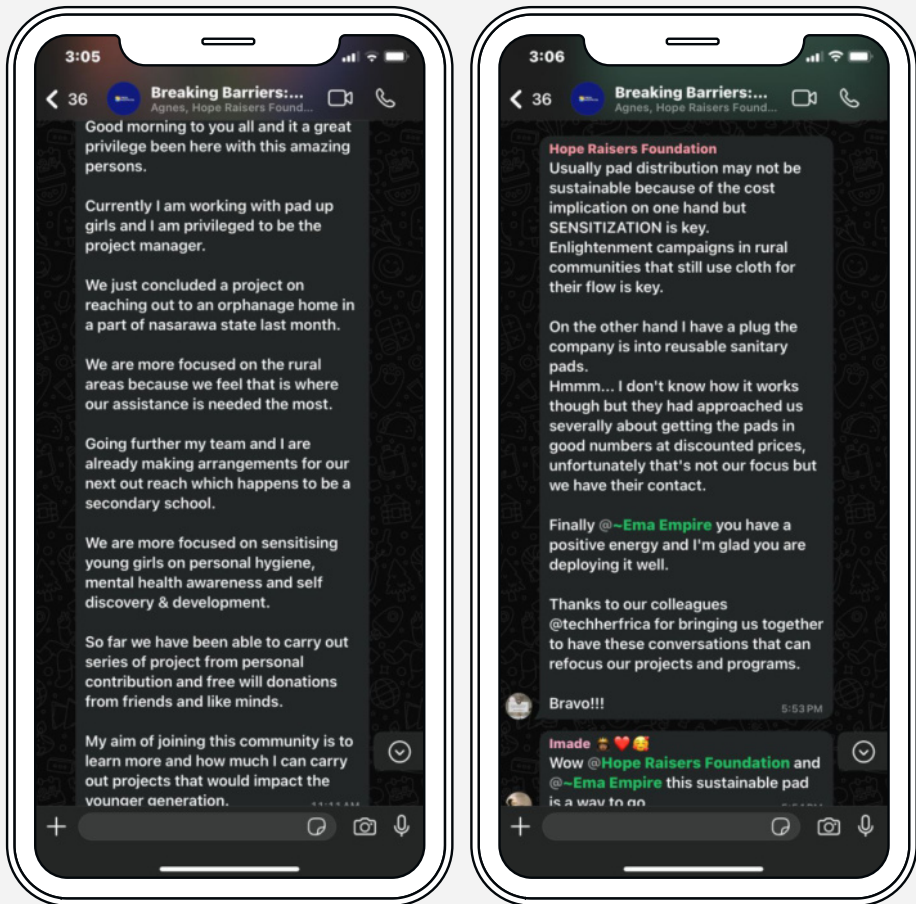 3:05
36
Breaking Barriers:...
Agnes, Hope Raisers Found...
Good morning to you all and it a great
privilege been here with this amazing
persons.
Currently I am working with pad up
girls and I am privileged to be the
project manager.
We just concluded a project on
reaching out to an orphanage home in
a part of nasarawa state last month.
We are more focused on the rural
areas because we feel that is where
our assistance is needed the most.
Going further my team and I are
already making arrangements for our
next out reach which happens to be a
secondary school.
We are more focused on sensitising
young girls on personal hygiene,
mental health awareness and self
discovery & development.
So far we have been able to carry out
series of project from personal
contribution and free will donations
from friends and like minds.
My aim of joining this community is to
learn more and how much I can carry
out projects that would impact the
younger generation.
11:11 AM
3:06
36
Breaking Barriers:...
Agnes, Hope Raisers Found...
Hope Raisers Foundation
Usually pad distribution may not be
sustainable because of the cost
implication on one hand but
SENSITIZATION is key.
Enlightenment campaigns in rural
communities that still use cloth for
their flow is key.
On the other hand I have a plug the
company is into reusable sanitary
pads.
Hmmm... I don't know how it works
though but they had approached us
severally about getting the pads in
good numbers at discounted prices,
unfortunately that's not our focus but
we have their contact.
Finally @~Ema Empire you have a
positive energy and I'm glad you are
deploying it well.
Thanks to our colleagues
@techherfrica for bringing us together
to have these conversations that can
refocus our projects and programs.
Bravo!!!
5:53 PM
Imade
Wow @Hope Raisers Foundation and
@~Ema Empire this sustainable pad
is a way to go